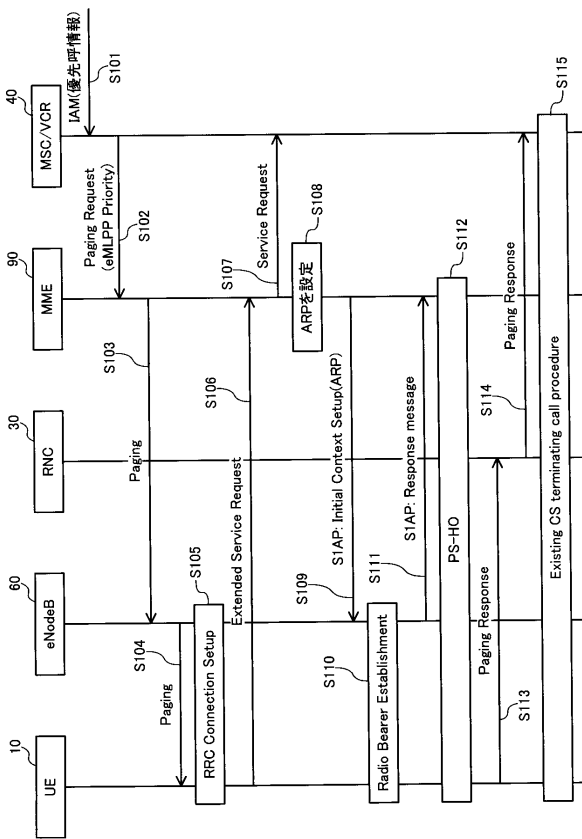 10
UE
60
eNodeB
30
RNC
90
MME
40
MSC/VCR
IAM(優先呼情報)
S101
Paging Request
(eMLPP Priority)
S102
S103
Paging
S104
Paging
S105
RRC Connection Setup
S106
Extended Service Request
S107
Service Request
S108
ARPを設定
S109
S1AP: Initial Context Setup(ARP)
S110
Radio Bearer Establishment
S111
S1AP: Response message
S112
PS-HO
S113
Paging Response
S114
Paging Response
S115
Existing CS terminating call procedure